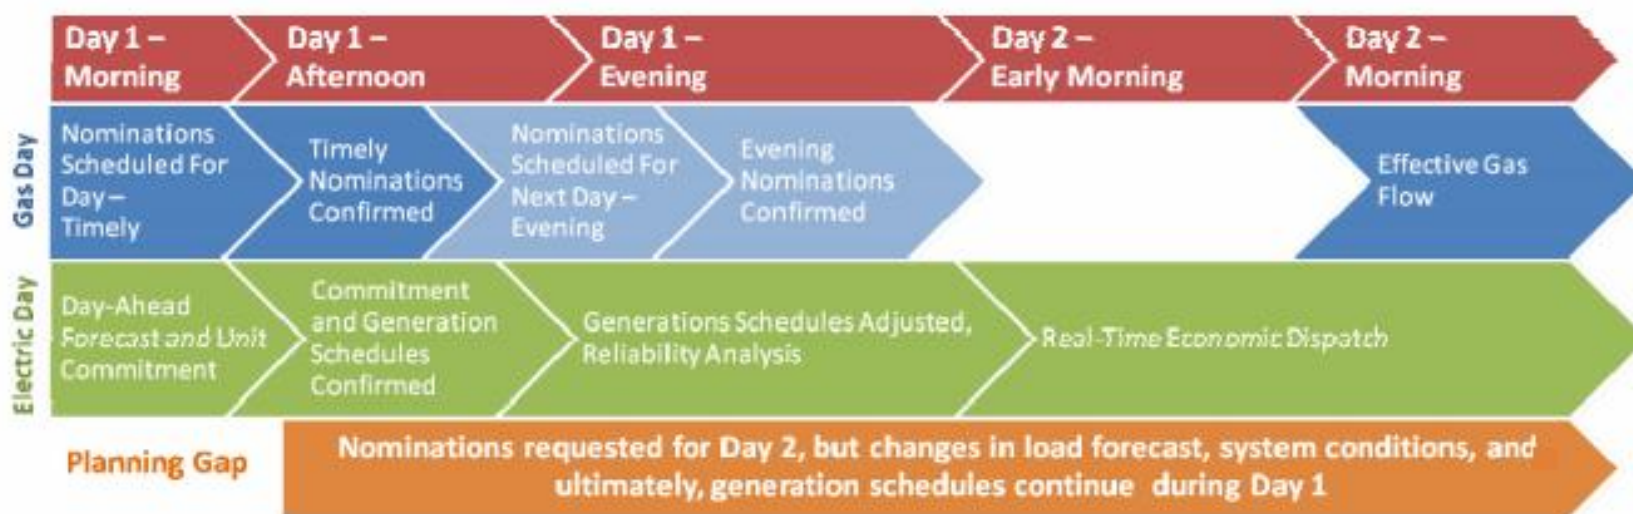 Day 1 –
Morning
Day 1 –
Afternoon
Day 1 –
Evening
Day 2 –
Early Morning
Day 2 –
Morning
Gas Day
Nominations
Scheduled For
Day –
Timely
Timely
Nominations
Confirmed
Nominations
Scheduled For
Next Day –
Evening
Evening
Nominations
Confirmed
Effective Gas
Flow
Electric Day
Day-Ahead
Forecast and Unit
Commitment
Commitment
and Generation
Schedules
Confirmed
Generations Schedules Adjusted,
Reliability Analysis
Real-Time Economic Dispatch
Planning Gap
Nominations requested for Day 2, but changes in load forecast, system conditions, and
ultimately, generation schedules continue during Day 1